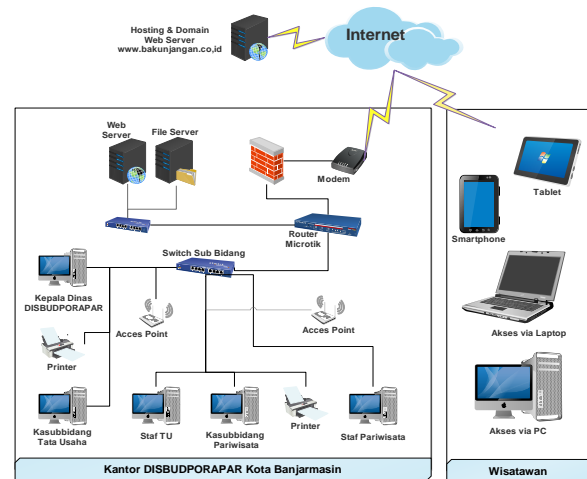 Hosting & Domain
Web Server
www.bakunjangan.co,id
Internet
Web
Server
File Server
Modem
Router
Microtik
Switch Sub Bidang
Kepala Dinas
DISBUDPORAPAR
Acces Point
Acces Point
Printer
Kasubbidang
Tata Usaha
Staf TU
Kasubbidang
Pariwisata
Printer
Staf Pariwisata
Kantor DISBUDPORAPAR Kota Banjarmasin
Tablet
Smartphone
Akses via Laptop
Akses via PC
Wisatawan